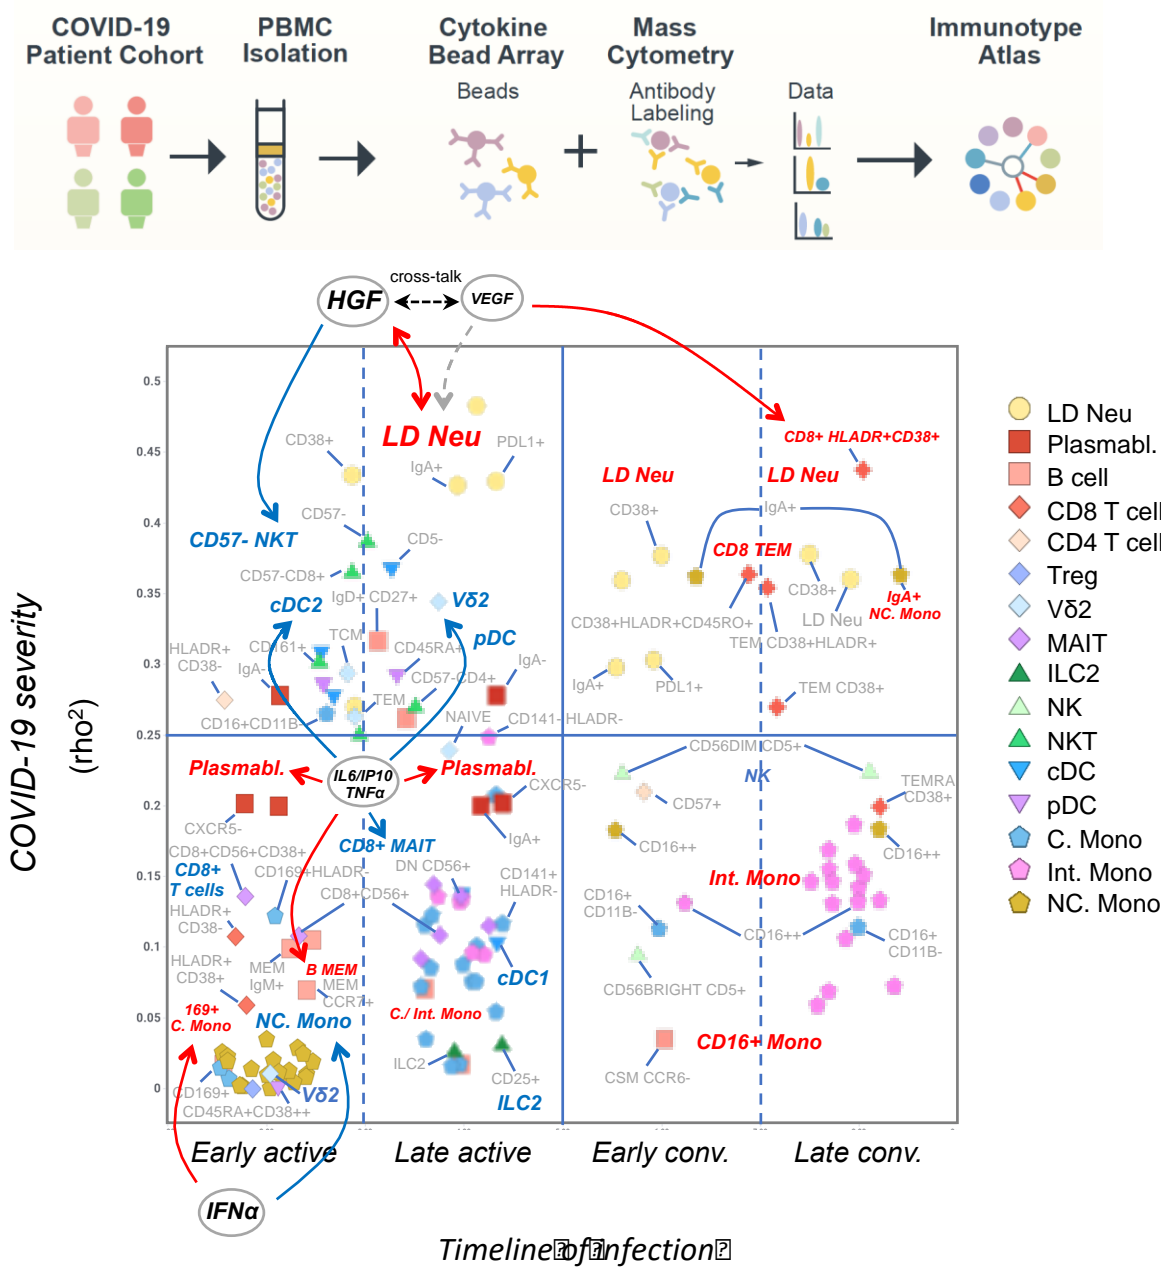 COVID-19
Patient Cohort
PBMC
Isolation
Cytokine
Bead Array
Mass
Cytometry
Immunotype
Atlas
Beads
Antibody
Labeling
Data
HGF
cross-talk
VEGF
COVID-19 severity
(rho²)
0.5
0.45
0.4
0.35
0.3
0.25
0.2
0.15
0.1
0.05
0
CD38+
LD Neu
PDL1+
IgA+
CD57-
CD57- NKT
CD5-
CD57-CD8+
IgD+ CD27+
cDC2
Vδ2
TCM
pDC
HLADR+
CD38-
CD161+
CD45RA+
IgA-
IgA-
CD57-CD4+
TEM
CD16+CD11B-
NAIVE
CD141-HLADR-
CD8+ HLADR+CD38+
LD Neu
LD Neu
CD38+
IgA+
CD8 TEM
CD38+
IgA+
NC. Mono
LD Neu
CD38+HLADR+CD45RO+
TEM CD38+HLADR+
IgA+
PDL1+
TEM CD38+
Plasmabl.
IL6/IP10
TNFα
Plasmabl.
CXCR5-
CXCR5-
IgA+
CD8+ MAIT
CD8+CD56+CD38+
CD8+
T cells
CD169+HLADR-
DN CD56+
CD141+
HLADR-
CD8+CD56+
HLADR+
CD38-
HLADR+
CD38+
MEM
IgM+
B MEM
MEM
CCR7+
cDC1
169+
C. Mono
NC. Mono
C./ Int. Mono
ILC2
CD25+
ILC2
CD169+
Vδ2
CD45RA+CD38++
CD56DIM CD5+
NK
CD57+
TEMRA
CD38+
CD16++
CD16++
Int. Mono
CD16+
CD11B-
CD16++
CD16+
CD11B-
CD56BRIGHT CD5+
CD16+ Mono
CSM CCR6-
Early active
Late active
Early conv.
Late conv.
IFNα
Timeline of infection
LD Neu
Plasmabl.
B cell
CD8 T cell
CD4 T cell
Treg
Vδ2
MAIT
ILC2
NK
NKT
cDC
pDC
C. Mono
Int. Mono
NC. Mono